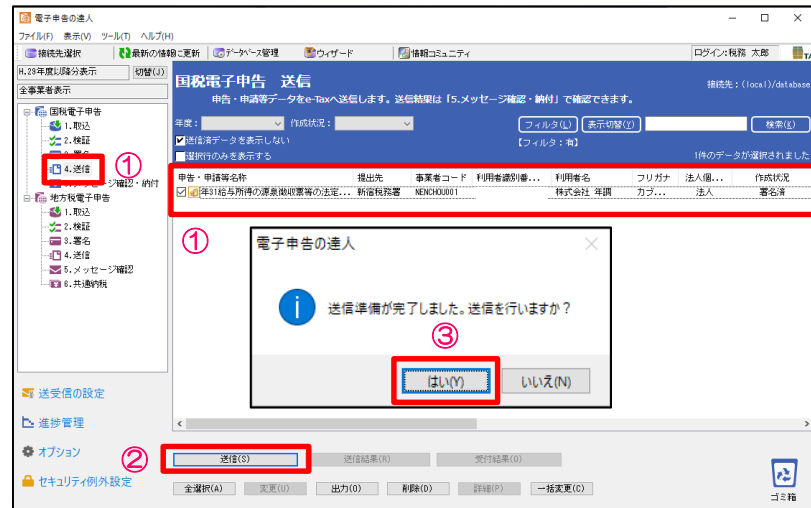 電子申告の達人
ファイル(F) 表示(V) ツール(T) ヘルプ(H)
接続先選択 最新の情報に更新 データベース管理 ウィザード 情報コミュニティ ログイン:税務 太郎
H.29年度以降分表示 切替(J)
全事業者表示
国税電子申告
1.取込
2.検証
4.送信
確認・納付
地方税電子申告
1.取込
2.検証
3.署名
4.送信
5.メッセージ確認
6.共通納税
①
国税電子申告 送信
接続先:(local)/database
申告・申請等データをe-Taxへ送信します。送信結果は「5.メッセージ確認・納付」で確認できます。
年度: 作成状況: フィルタ(L) 表示切替(Y) 検索(K)
送信済データを表示しない 【フィルタ:有】
選択行のみを表示する 1件のデータが選択されました
申告・申請等名称 提出先 事業者コード 利用者識別番... 利用者名 フリガナ 法人個... 作成状況
年31給与所得の源泉徴収票等の法定... 新宿税務署 NENCHOU001 株式会社 年調 カブ... 法人 署名済
①
電子申告の達人
送信準備が完了しました。送信を行いますか?
③
はい(Y) いいえ(N)
送受信の設定
進捗管理
オプション
セキュリティ例外設定
②
送信(S) 送信結果(R) 受付結果(O)
全選択(A) 変更(U) 出力(O) 削除(D) 詳細(P) 一括変更(C)
ゴミ箱